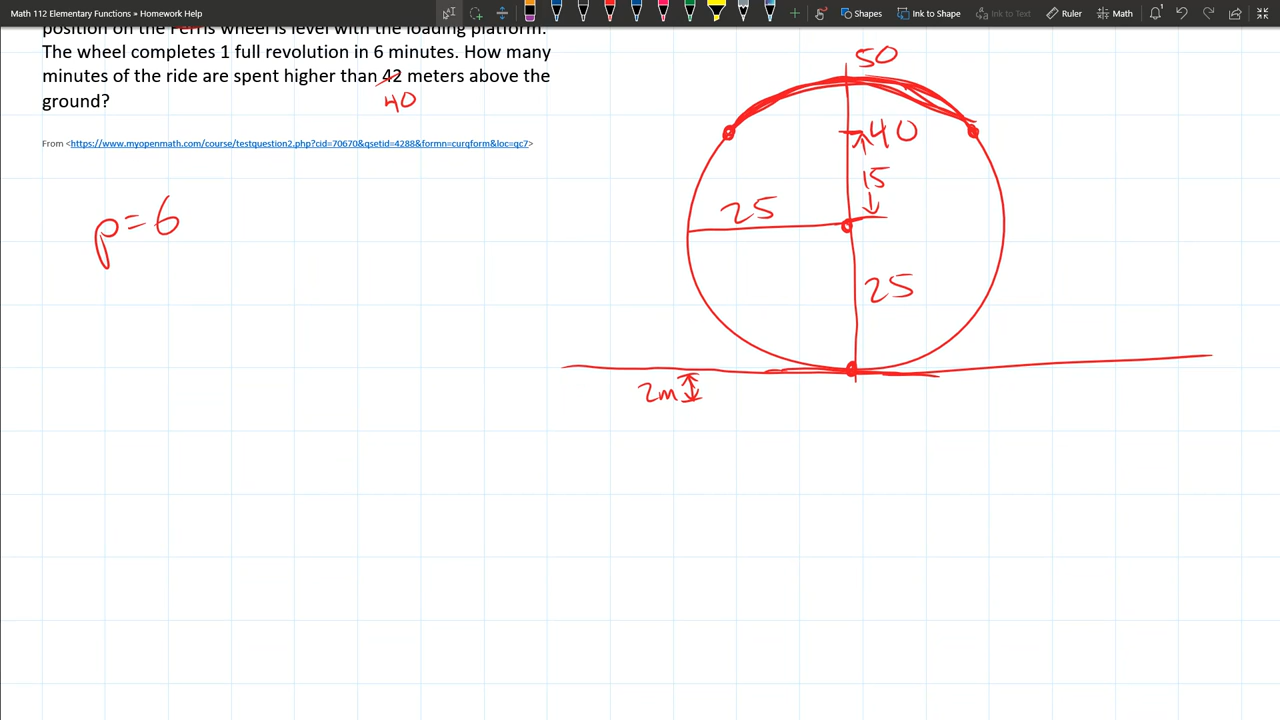 Math 112 Elementary Functions » Homework Help
Shapes
Ink to Shape
Ink to Text
Ruler
Math
position on the Ferris wheel is level with the loading platform.
The wheel completes 1 full revolution in 6 minutes. How many
minutes of the ride are spent higher than 42 meters above the
40
ground?
From <https://www.myopenmath.com/course/testquestion2.php?cid=70670&qsetid=4288&formn=curqform&loc=qc7>
p=6
50
40
15
25
25
2m